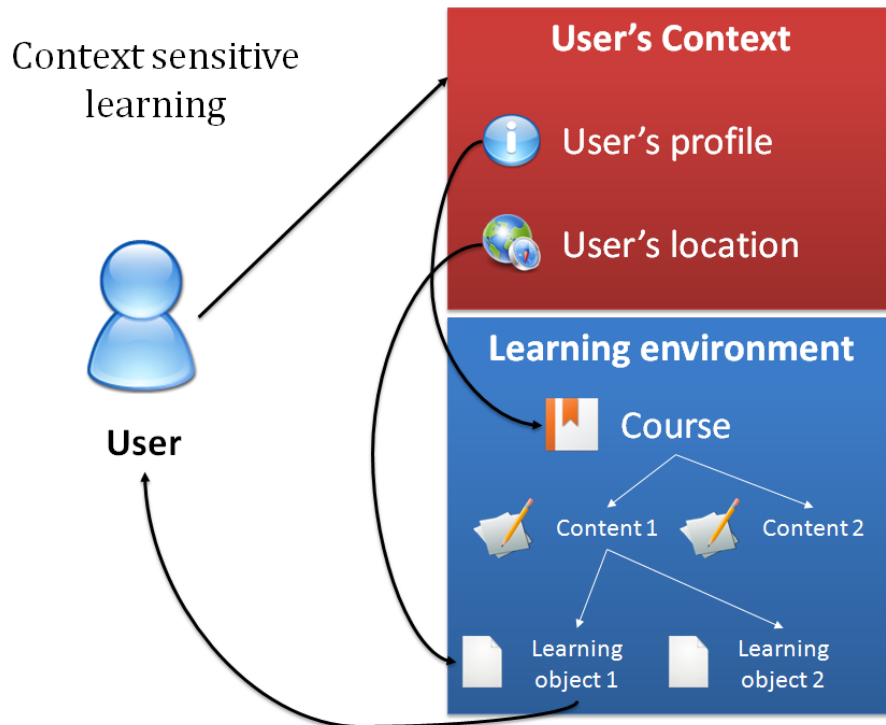 Context sensitive
learning
User's Context
User’s profile
User’s location
User
Learning environment
Course
Content 1
Content 2
Learning
object 1
Learning
object 2